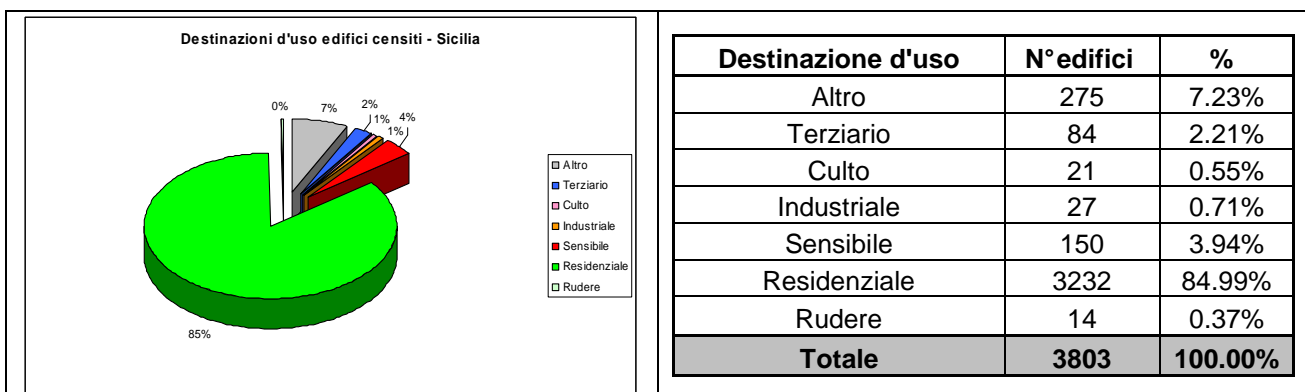 Destinazioni d'uso edifici censiti - Sicilia
0%
7%
2%
1%
1%
4%
85%
Altro
Terziario
Culto
Industriale
Sensibile
Residenziale
Rudere
Destinazione d'uso N° edifici %
Altro 275 7.23%
Terziario 84 2.21%
Culto 21 0.55%
Industriale 27 0.71%
Sensibile 150 3.94%
Residenziale 3232 84.99%
Rudere 14 0.37%
Totale 3803 100.00%